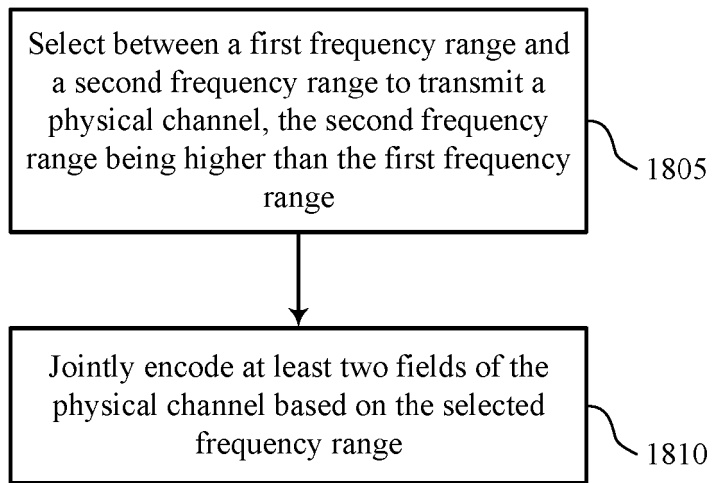 Select between a first frequency range and
a second frequency range to transmit a
physical channel, the second frequency
range being higher than the first frequency
range
1805
Jointly encode at least two fields of the
physical channel based on the selected
frequency range
1810